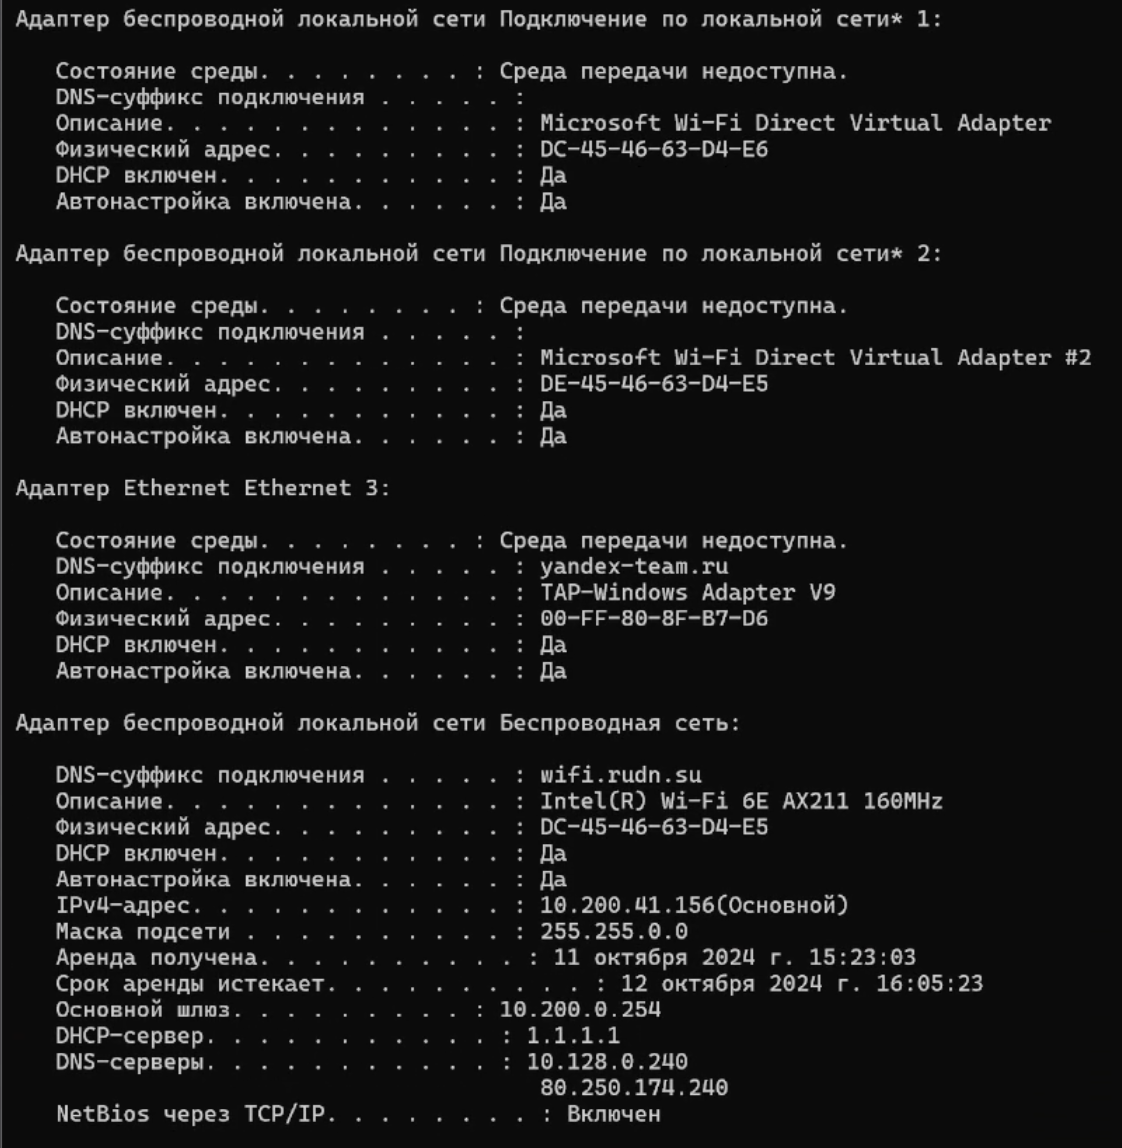 Адаптер беспроводной локальной сети Подключение по локальной сети* 1:
Состояние среды. . . . . . . . : Среда передачи недоступна.
DNS-суффикс подключения . . . . . :
Описание. . . . . . . . . . . . . : Microsoft Wi-Fi Direct Virtual Adapter
Физический адрес. . . . . . . . . : DC-45-46-63-D4-E6
DHCP включен. . . . . . . . . . . : Да
Автонастройка включена. . . . . . : Да
Адаптер беспроводной локальной сети Подключение по локальной сети* 2:
Состояние среды. . . . . . . . : Среда передачи недоступна.
DNS-суффикс подключения . . . . . :
Описание. . . . . . . . . . . . . : Microsoft Wi-Fi Direct Virtual Adapter #2
Физический адрес. . . . . . . . . : DE-45-46-63-D4-E5
DHCP включен. . . . . . . . . . . : Да
Автонастройка включена. . . . . . : Да
Адаптер Ethernet Ethernet 3:
Состояние среды. . . . . . . . : Среда передачи недоступна.
DNS-суффикс подключения . . . . . : yandex-team.ru
Описание. . . . . . . . . . . . . : TAP-Windows Adapter V9
Физический адрес. . . . . . . . . : 00-FF-80-8F-B7-D6
DHCP включен. . . . . . . . . . . : Да
Автонастройка включена. . . . . . : Да
Адаптер беспроводной локальной сети Беспроводная сеть:
DNS-суффикс подключения . . . . . : wifi.rudn.su
Описание. . . . . . . . . . . . . : Intel(R) Wi-Fi 6E AX211 160MHz
Физический адрес. . . . . . . . . : DC-45-46-63-D4-E5
DHCP включен. . . . . . . . . . . : Да
Автонастройка включена. . . . . . : Да
IPv4-адрес. . . . . . . . . . . . : 10.200.41.156(Основной)
Маска подсети . . . . . . . . . . : 255.255.0.0
Аренда получена. . . . . . . . . . : 11 октября 2024 г. 15:23:03
Срок аренды истекает. . . . . . . . . . : 12 октября 2024 г. 16:05:23
Основной шлюз. . . . . . . . . : 10.200.0.254
DHCP-сервер. . . . . . . . . . . : 1.1.1.1
DNS-серверы. . . . . . . . . . . : 10.128.0.240
80.250.174.240
NetBios через TCP/IP. . . . . . . . : Включен